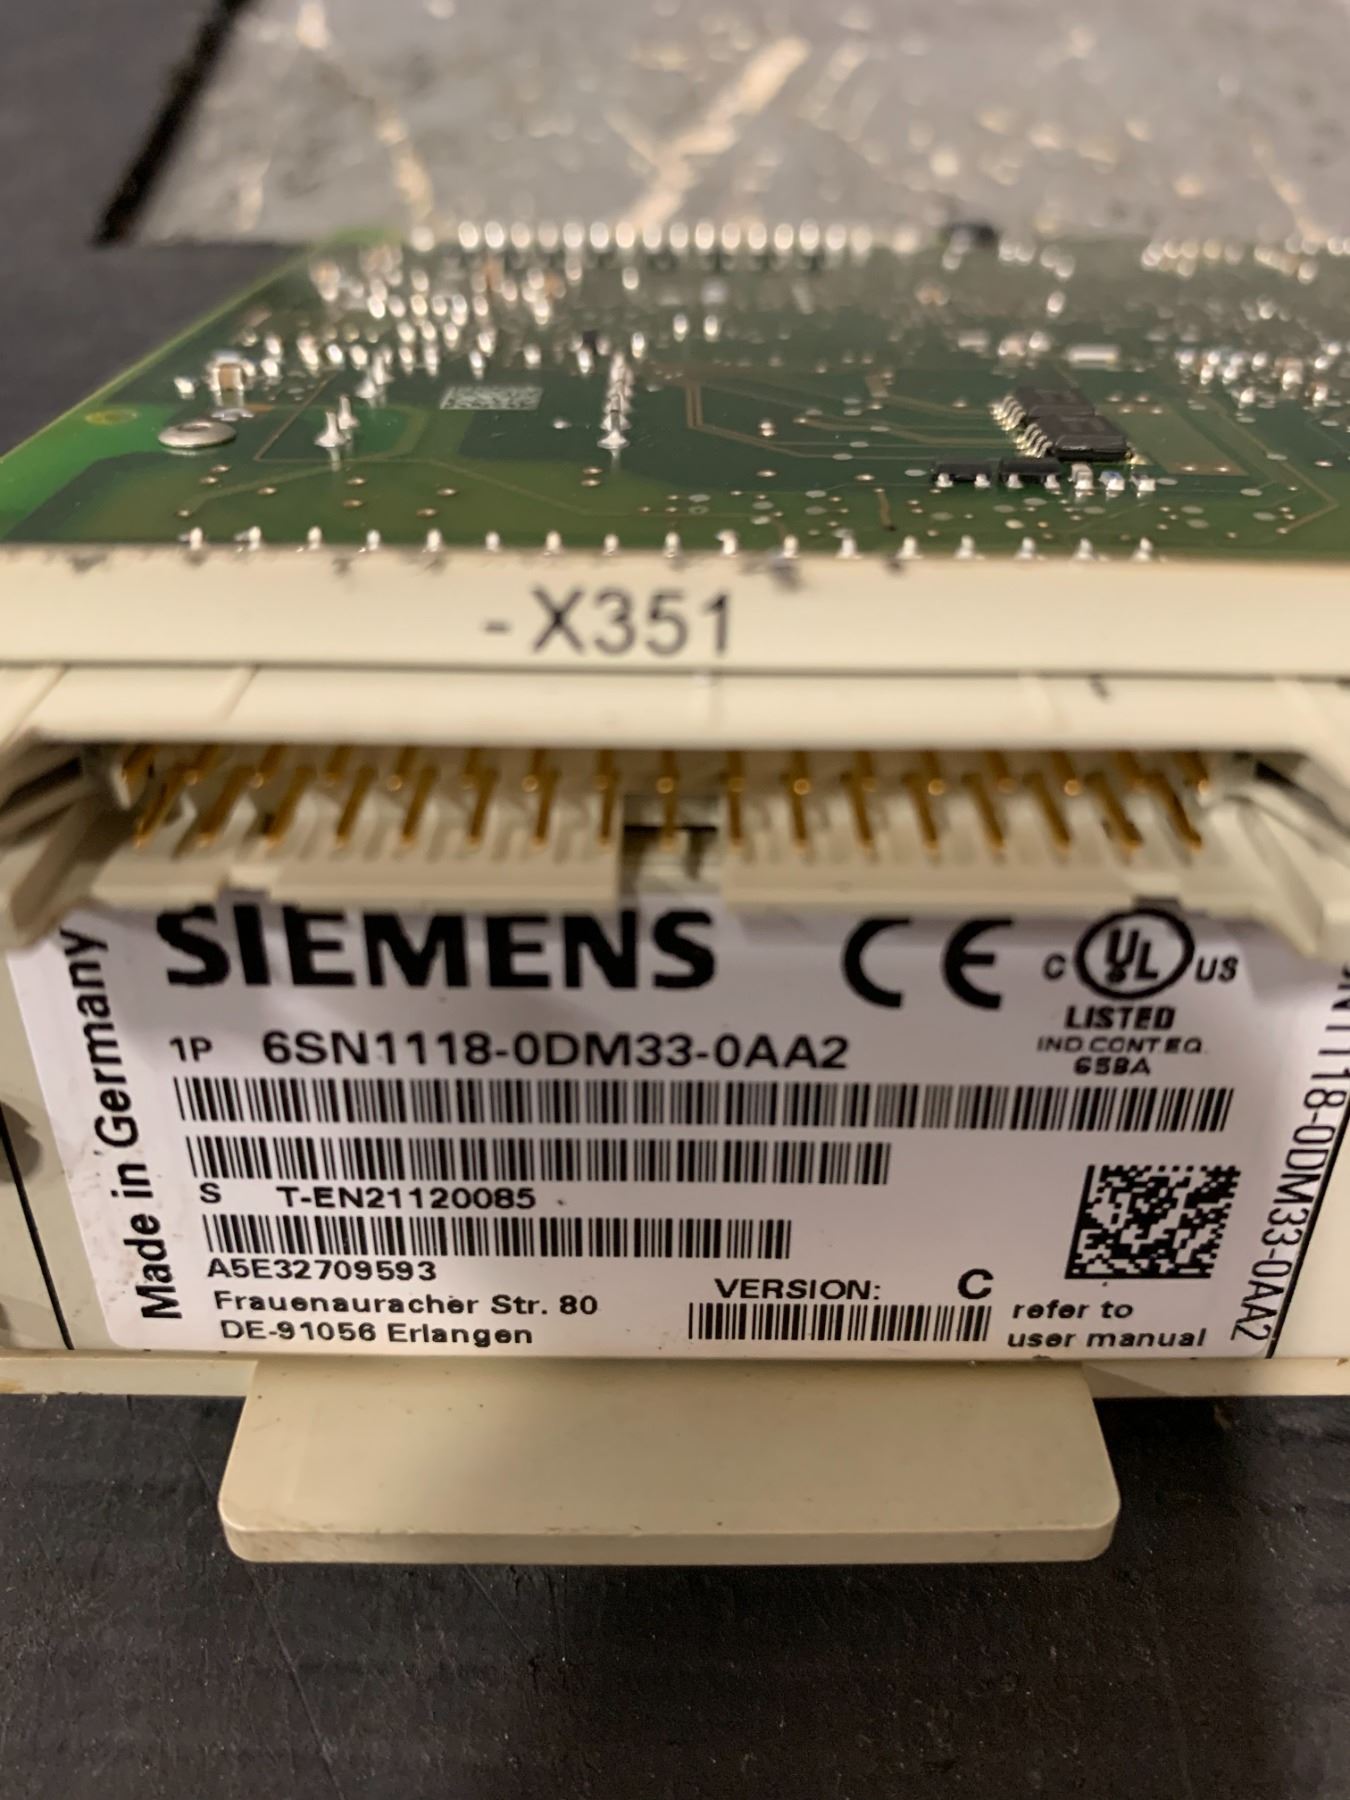 -X351
SIEMENS
CE
C UL US
LISTED
IND.CONT.EQ.
658A
1P 6SN1118-0DM33-0AA2
S T-EN21120085
A5E32709593
Frauenauracher Str. 80
DE-91056 Erlangen
VERSION: C
refer to
user manual
Made in Germany
6SN1118-0DM33-0AA2